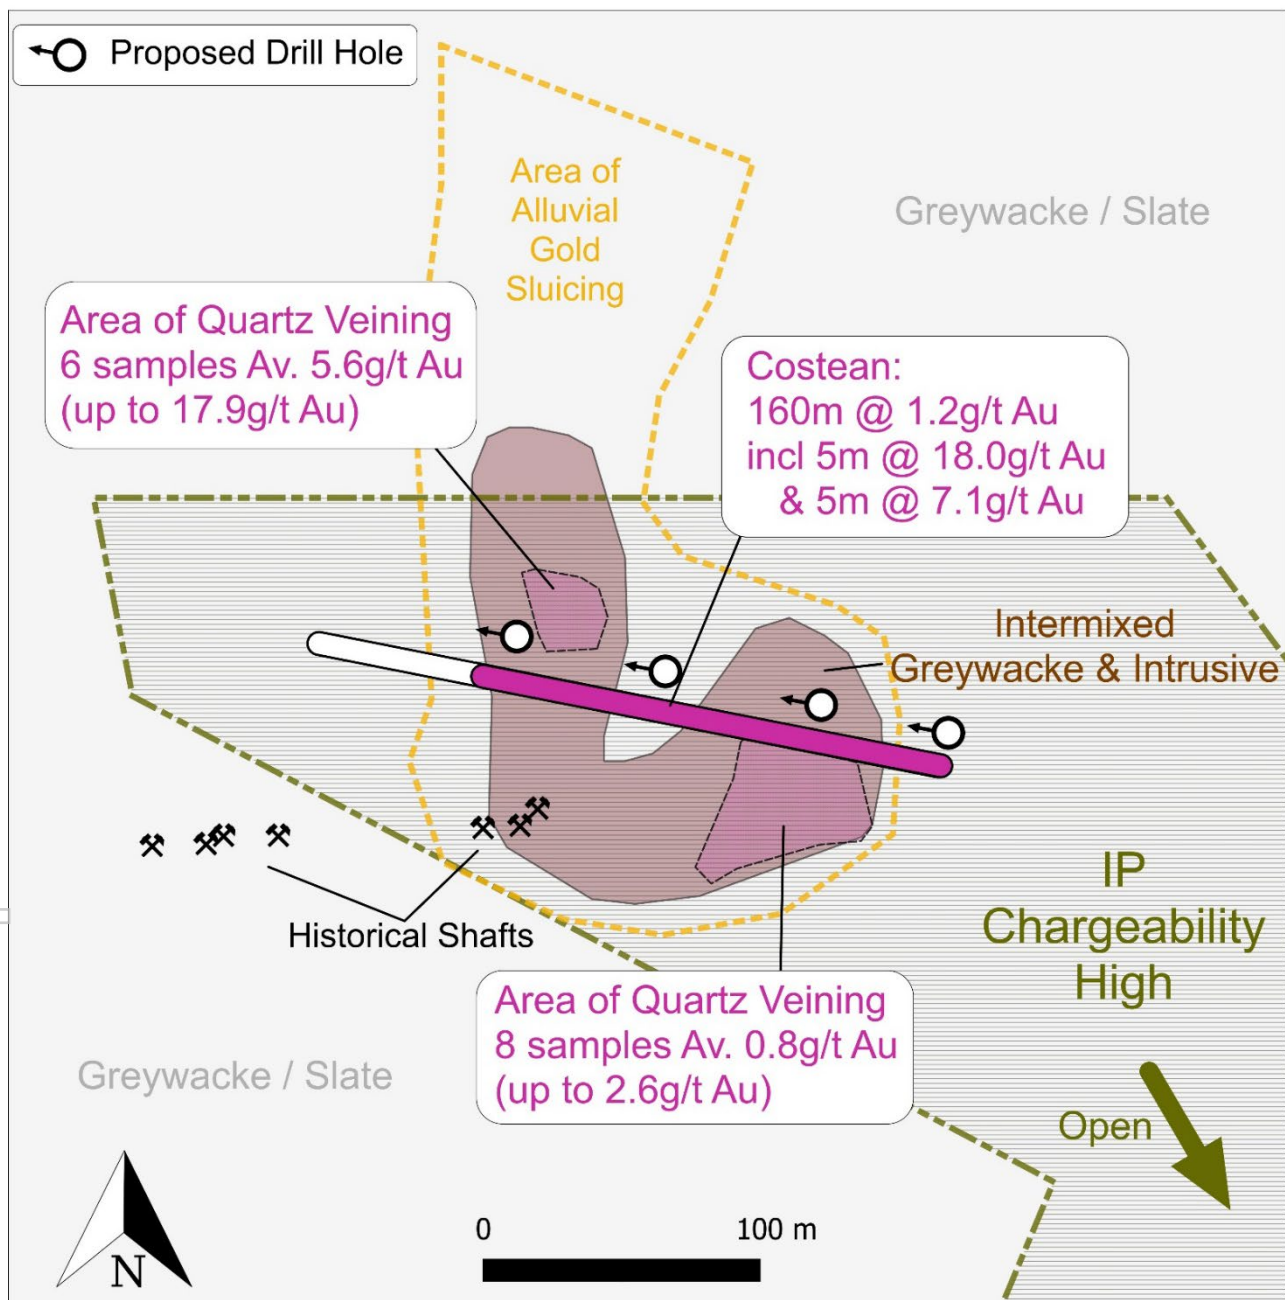 Proposed Drill Hole
Area of
Alluvial
Gold
Sluicing
Greywacke / Slate
Area of Quartz Veining
6 samples Av. 5.6g/t Au
(up to 17.9g/t Au)
Costean:
160m @ 1.2g/t Au
incl 5m @ 18.0g/t Au
& 5m @ 7.1g/t Au
Intermixed
Greywacke & Intrusive
Historical Shafts
IP
Chargeability
High
Area of Quartz Veining
8 samples Av. 0.8g/t Au
(up to 2.6g/t Au)
Greywacke / Slate
Open
N
0 100 m